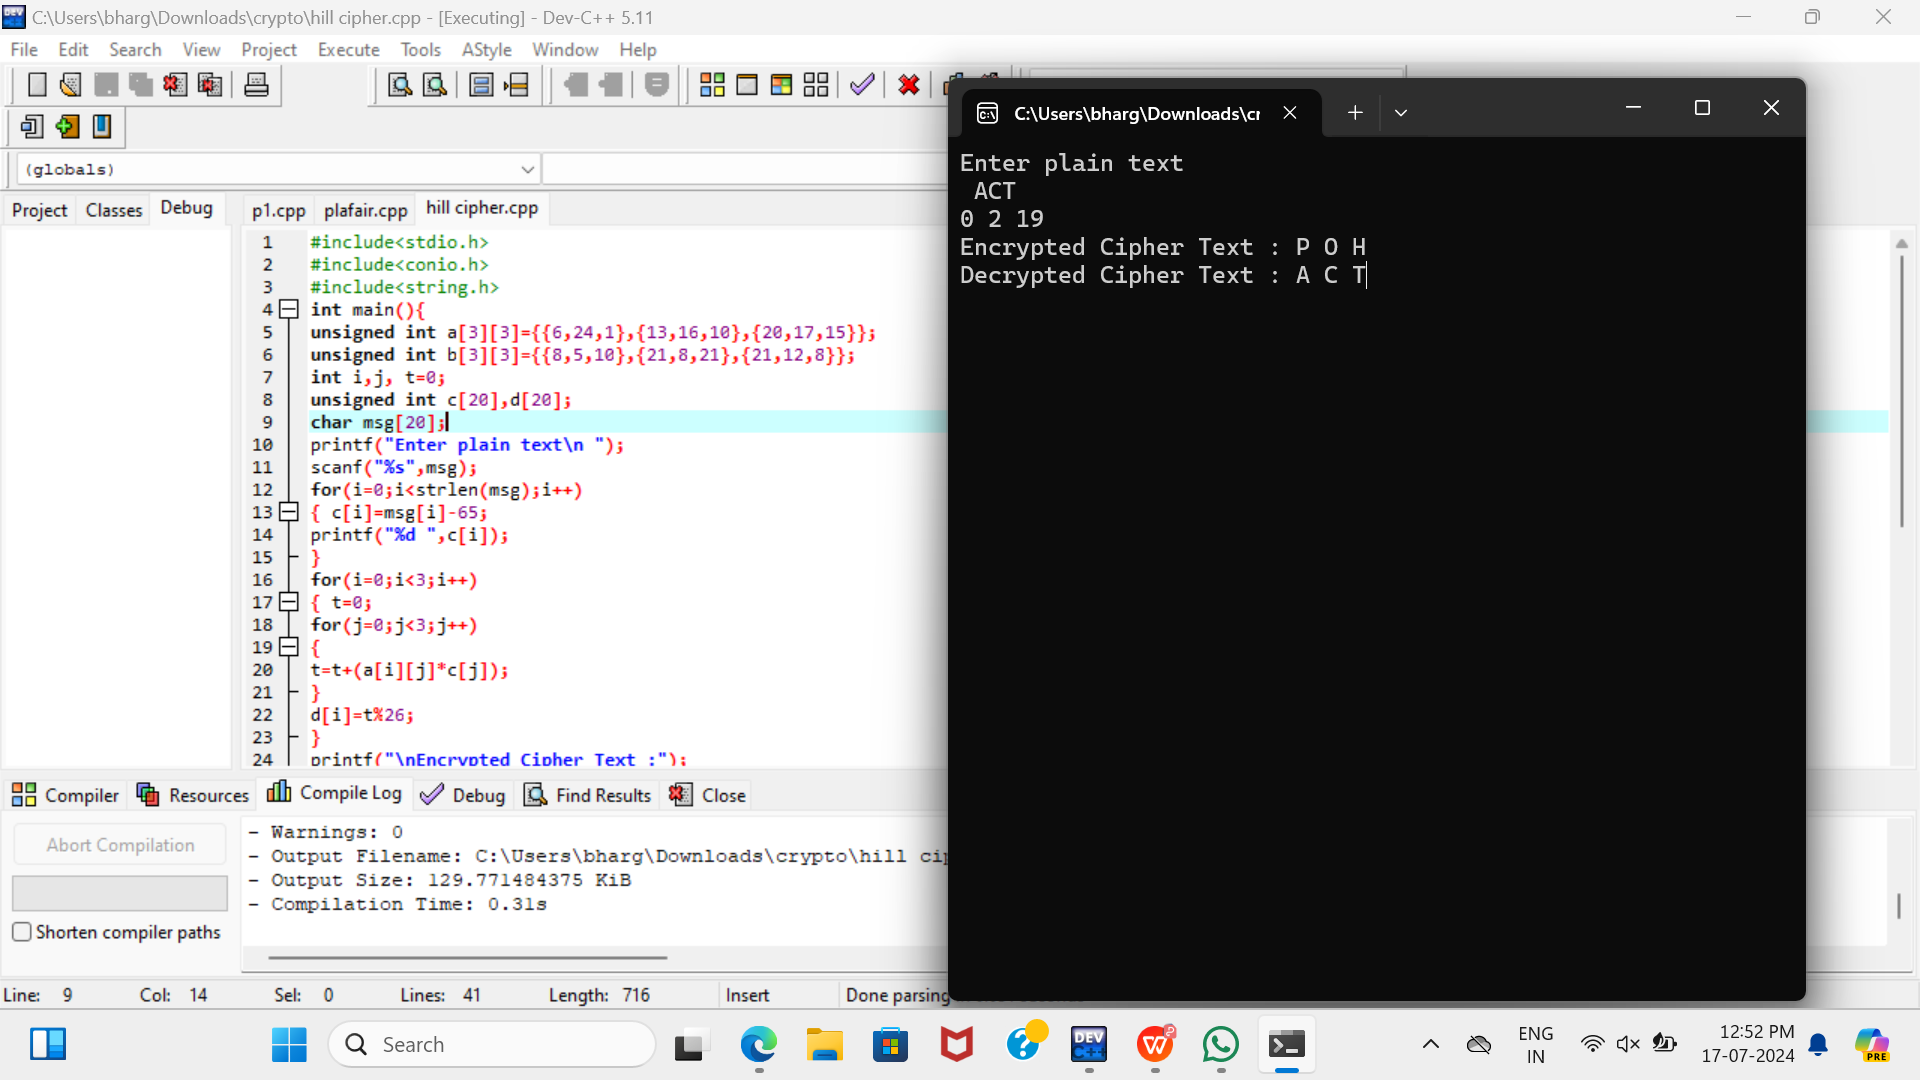 C:\Users\bharg\Downloads\crypto\hill cipher.cpp - [Executing] - Dev-C++ 5.11
File Edit Search View Project Execute Tools AStyle Window Help
(globals)
Project Classes Debug
p1.cpp plafair.cpp hill cipher.cpp
1 #include<stdio.h>
2 #include<conio.h>
3 #include<string.h>
4 int main(){
5 unsigned int a[3][3]={{6,24,1},{13,16,10},{20,17,15}};
6 unsigned int b[3][3]={{8,5,10},{21,8,21},{21,12,8}};
7 int i,j, t=0;
8 unsigned int c[20],d[20];
9 char msg[20];
10 printf("Enter plain text\n ");
11 scanf("%s",msg);
12 for(i=0;i<strlen(msg);i++)
13 { c[i]=msg[i]-65;
14 printf("%d ",c[i]);
15 }
16 for(i=0;i<3;i++)
17 { t=0;
18 for(j=0;j<3;j++)
19 {
20 t=t+(a[i][j]*c[j]);
21 }
22 d[i]=t%26;
23 }
24 printf("\nEncrypted Cipher Text :");
C:\Users\bharg\Downloads\cr
Enter plain text
ACT
0 2 19
Encrypted Cipher Text : P O H
Decrypted Cipher Text : A C T
Compiler Resources Compile Log Debug Find Results Close
Abort Compilation
Shorten compiler paths
- Warnings: 0
- Output Filename: C:\Users\bharg\Downloads\crypto\hill cip
- Output Size: 129.771484375 KiB
- Compilation Time: 0.31s
Line: 9 Col: 14 Sel: 0 Lines: 41 Length: 716 Insert Done parsing
Search
DEV C++
ENG
IN
12:52 PM
17-07-2024
PRE